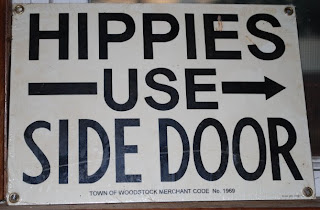 HIPPIES
USE
SIDE DOOR
TOWN OF WOODSTOCK MERCHANT CODE No. 1969